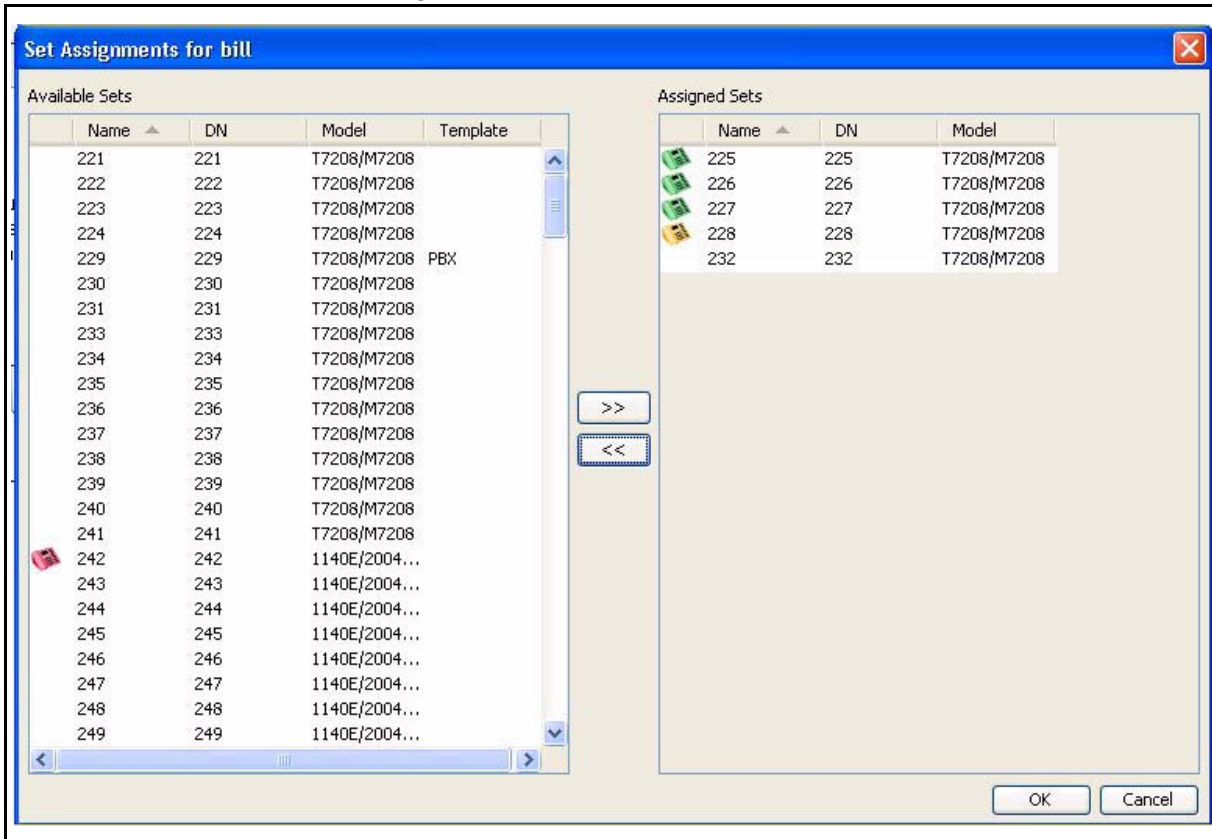 Set Assignments for bill
Available Sets
Name DN Model Template
221 221 T7208/M7208
222 222 T7208/M7208
223 223 T7208/M7208
224 224 T7208/M7208
229 229 T7208/M7208 PBX
230 230 T7208/M7208
231 231 T7208/M7208
233 233 T7208/M7208
234 234 T7208/M7208
235 235 T7208/M7208
236 236 T7208/M7208
237 237 T7208/M7208
238 238 T7208/M7208
239 239 T7208/M7208
240 240 T7208/M7208
241 241 T7208/M7208
242 242 1140E/2004...
243 243 1140E/2004...
244 244 1140E/2004...
245 245 1140E/2004...
246 246 1140E/2004...
247 247 1140E/2004...
248 248 1140E/2004...
249 249 1140E/2004...
>>
<<
Assigned Sets
Name DN Model
225 225 T7208/M7208
226 226 T7208/M7208
227 227 T7208/M7208
228 228 T7208/M7208
232 232 T7208/M7208
OK Cancel